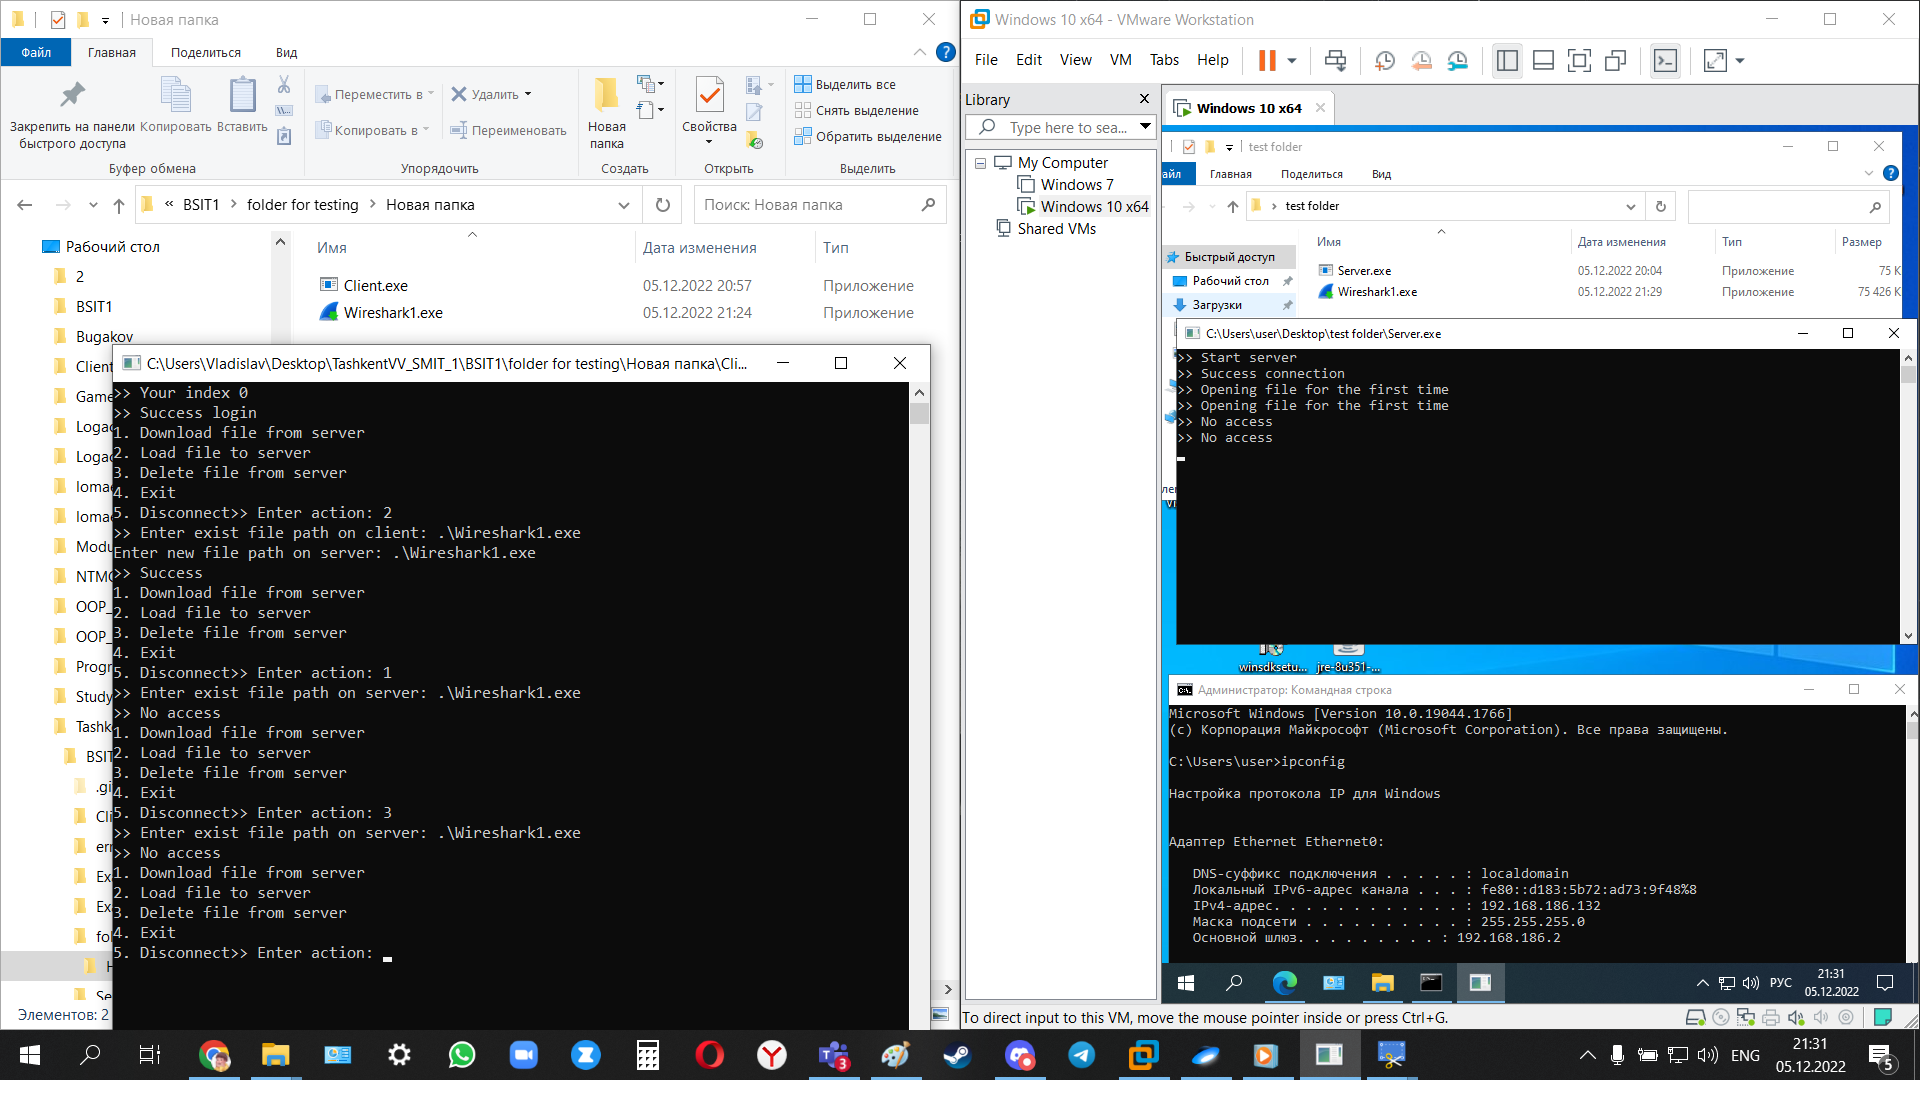 Новая папка
Файл
Главная
Поделиться
Вид
Закрепить на панели быстрого доступа
Копировать
Вставить
Буфер обмена
Переместить в
Копировать в
Удалить
Переименовать
Упорядочить
Новая папка
Создать
Свойства
Открыть
Выделить все
Снять выделение
Обратить выделение
Выделить
« BSIT1 > folder for testing > Новая папка
Поиск: Новая папка
Имя
Дата изменения
Тип
Client.exe 05.12.2022 20:57 Приложение
Wireshark1.exe 05.12.2022 21:24 Приложение
Рабочий стол
2
BSIT1
Bugakov
Client
Game
Logac
Logac
Ioma
Ioma
Modu
NTM
OOP_
OOP_
Progr
Study
Tashk
BSIT
.gi
Cli
err
Ex
Ex
fol
Se
Элементов: 2
C:\Users\Vladislav\Desktop\TashkentVV_SMIT_1\BSIT1\folder for testing\Новая папка\Cli...
>> Your index 0
>> Success login
1. Download file from server
2. Load file to server
3. Delete file from server
4. Exit
5. Disconnect>> Enter action: 2
>> Enter exist file path on client: .\Wireshark1.exe
Enter new file path on server: .\Wireshark1.exe
>> Success
1. Download file from server
2. Load file to server
3. Delete file from server
4. Exit
5. Disconnect>> Enter action: 1
>> Enter exist file path on server: .\Wireshark1.exe
>> No access
1. Download file from server
2. Load file to server
3. Delete file from server
4. Exit
5. Disconnect>> Enter action: 3
>> Enter exist file path on server: .\Wireshark1.exe
>> No access
1. Download file from server
2. Load file to server
3. Delete file from server
4. Exit
5. Disconnect>> Enter action:
Windows 10 x64 - VMware Workstation
File Edit View VM Tabs Help
Library
Type here to sea...
My Computer
Windows 7
Windows 10 x64
Shared VMs
Windows 10 x64
test folder
айл
Главная
Поделиться
Вид
> test folder
Имя
Дата изменения
Тип
Размер
Быстрый доступ
Рабочий стол
Загрузки
Server.exe 05.12.2022 20:04 Приложение 75 K
Wireshark1.exe 05.12.2022 21:29 Приложение 75 426 K
C:\Users\user\Desktop\test folder\Server.exe
>> Start server
>> Success connection
>> Opening file for the first time
>> Opening file for the first time
>> No access
>> No access
winsdksetu...
jre-8u351-...
Администратор: Командная строка
Microsoft Windows [Version 10.0.19044.1766]
(c) Корпорация Майкрософт (Microsoft Corporation). Все права защищены.
C:\Users\user>ipconfig
Настройка протокола IP для Windows
Адаптер Ethernet Ethernet0:
DNS-суффикс подключения . . . . . : localdomain
Локальный IPv6-адрес канала . . . : fe80::d183:5b72:ad73:9f48%8
IPv4-адрес. . . . . . . . . . . . : 192.168.186.132
Маска подсети . . . . . . . . . . : 255.255.255.0
Основной шлюз. . . . . . . . . : 192.168.186.2
РУС
21:31
05.12.2022
To direct input to this VM, move the mouse pointer inside or press Ctrl+G.
3
ENG
21:31
05.12.2022
5